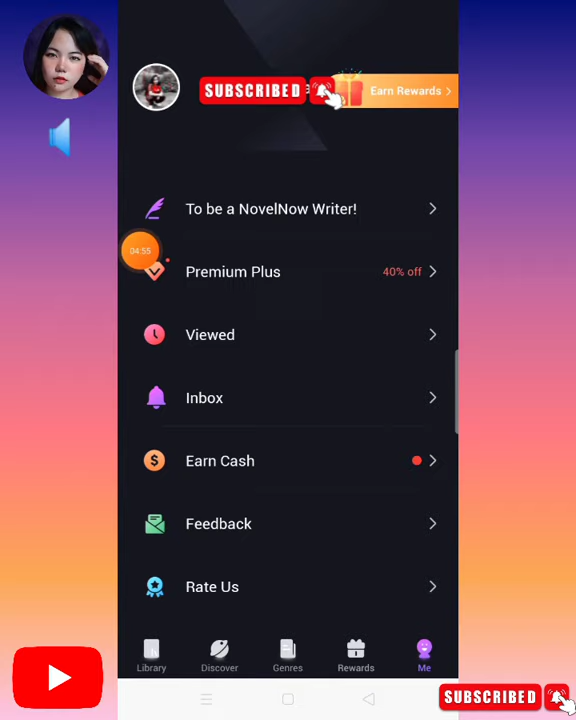 SUBSCRIBED
Earn Rewards
To be a NovelNow Writer!
04:55
Premium Plus
40% off
Viewed
Inbox
Earn Cash
Feedback
Rate Us
Library
Discover
Genres
Rewards
Me
SUBSCRIBED